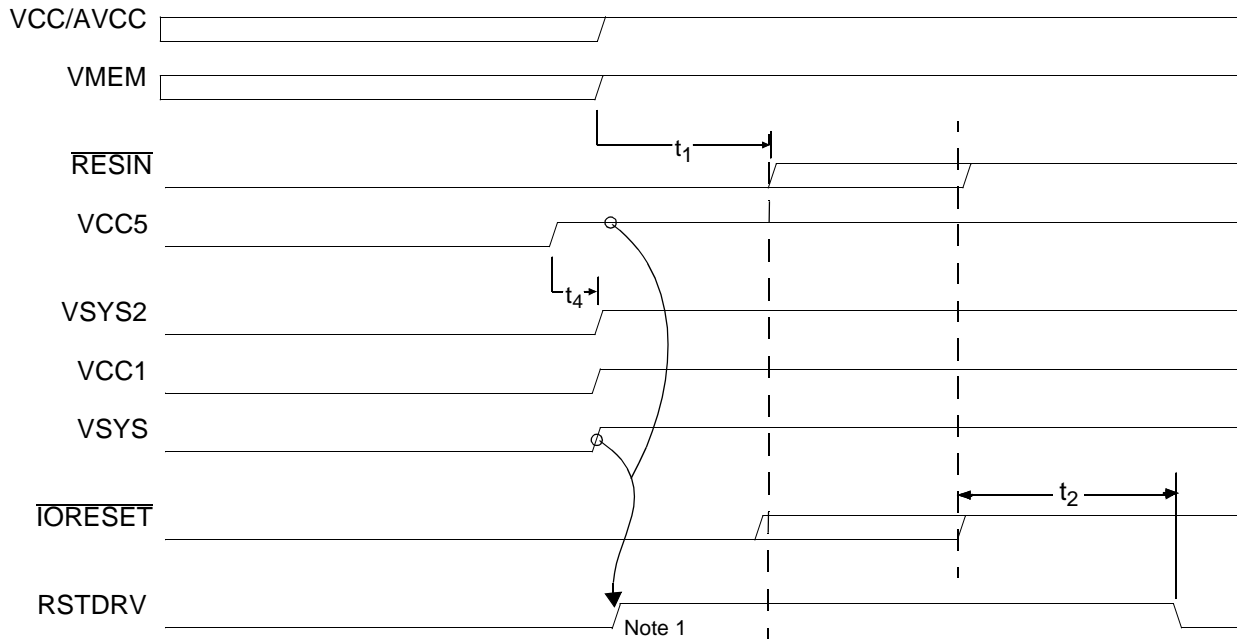 VCC/AVCC
VMEM
t1
RESIN
VCC5
t4
VSYS2
VCC1
VSYS
t2
IORESET
RSTDRV
Note 1